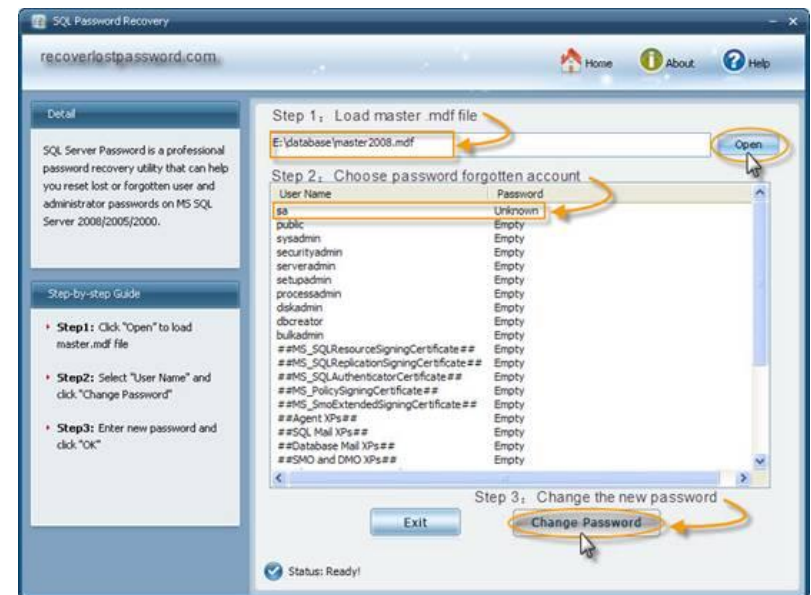 SQL Password Recovery
recoverlostpassword.com
Home
About
Help
Detail
SQL Server Password is a professional
password recovery utility that can help
you reset lost or forgotten user and
administrator passwords on MS SQL
Server 2008/2005/2000.
Step-by-step Guide
Step1: Click "Open" to load
master.mdf file
Step2: Select "User Name" and
click "Change Password"
Step3: Enter new password and
click "OK"
Step 1: Load master .mdf file
E:\database\master2008.mdf
Open
Step 2: Choose password forgotten account
User Name Password
sa Unknown
public Empty
sysadmin Empty
securityadmin Empty
serveradmin Empty
setupadmin Empty
processadmin Empty
diskadmin Empty
dbcreator Empty
bulkadmin Empty
##MS_SQLResourceSigningCertificate## Empty
##MS_SQLReplicationSigningCertificate## Empty
##MS_SQLAuthenticatorCertificate## Empty
##MS_PolicySigningCertificate## Empty
##MS_SmoExtendedSigningCertificate## Empty
##Agent XPs## Empty
##SQL Mail XPs## Empty
##Database Mail XPs## Empty
##SMO and DMO XPs## Empty
Step 3: Change the new password
Exit
Change Password
Status: Ready!